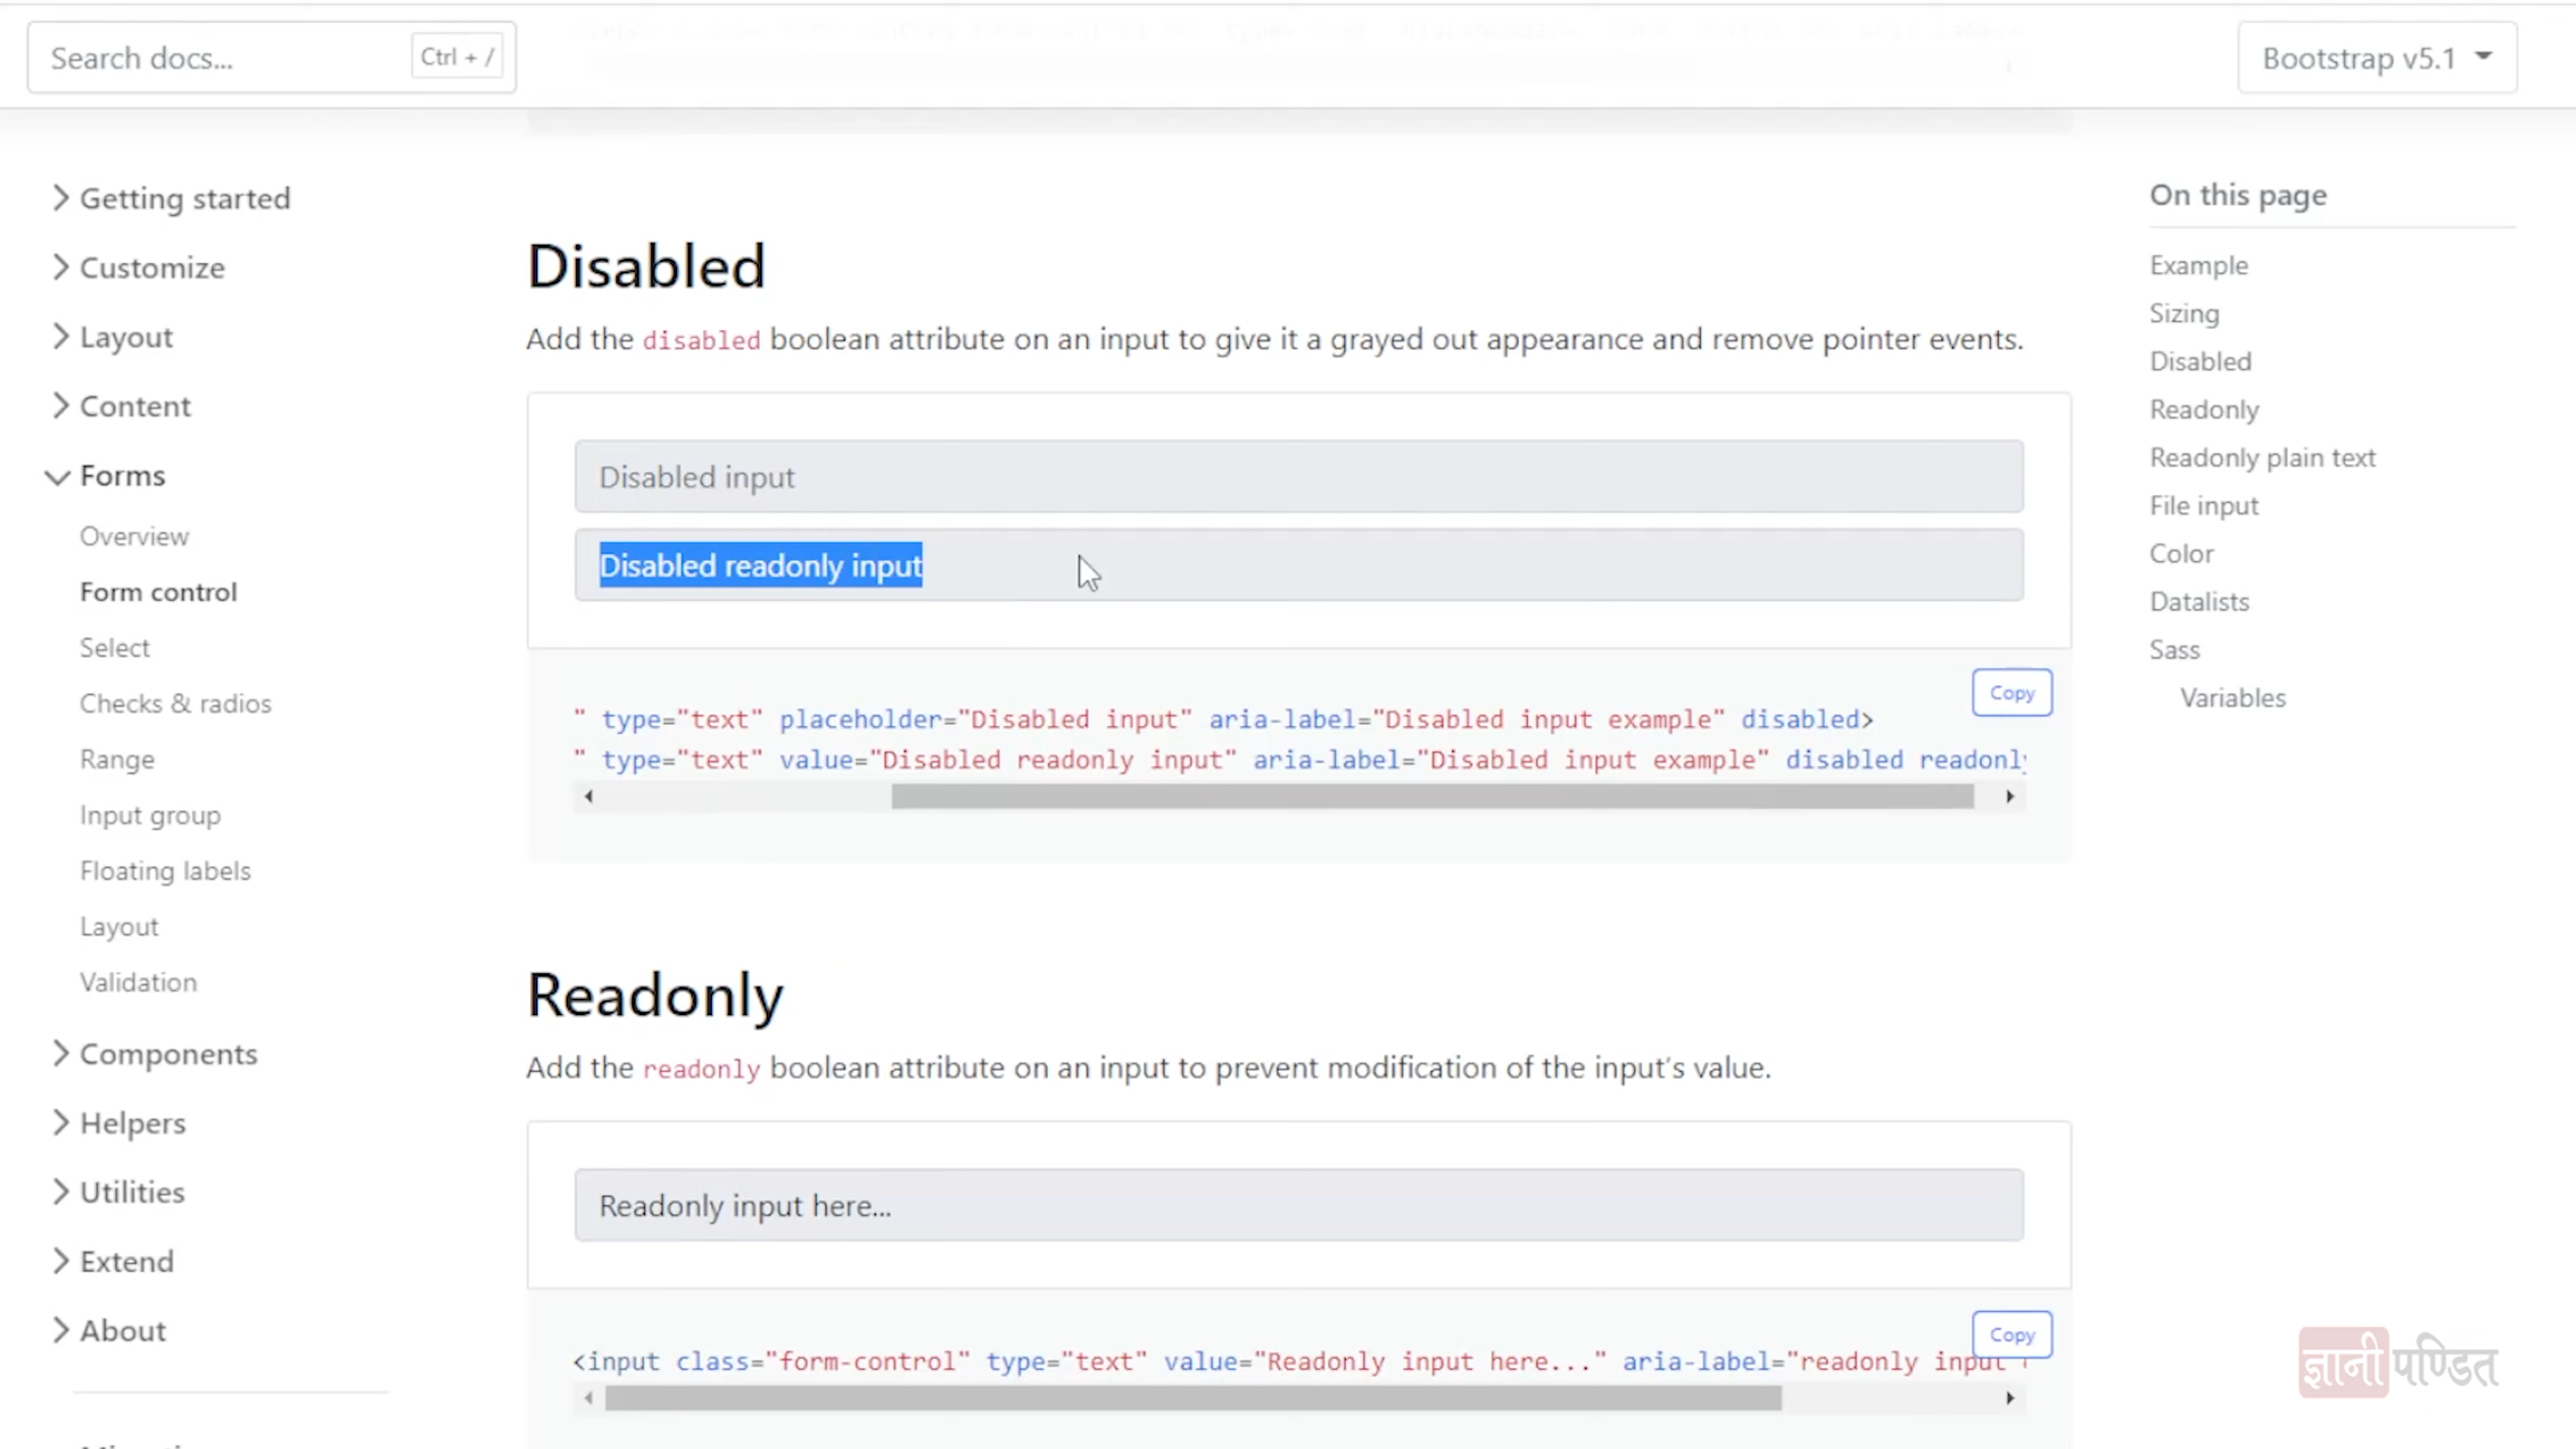 Search docs...
Ctrl + /
Bootstrap v5.1
Getting started
Customize
Layout
Content
Forms
Overview
Form control
Select
Checks & radios
Range
Input group
Floating labels
Layout
Validation
Components
Helpers
Utilities
Extend
About
Disabled
Add the disabled boolean attribute on an input to give it a grayed out appearance and remove pointer events.
Disabled input
Disabled readonly input
Copy
" type="text" placeholder="Disabled input" aria-label="Disabled input example" disabled>
" type="text" value="Disabled readonly input" aria-label="Disabled input example" disabled readonly
Readonly
Add the readonly boolean attribute on an input to prevent modification of the input's value.
Readonly input here...
Copy
<input class="form-control" type="text" value="Readonly input here..." aria-label="readonly input
On this page
Example
Sizing
Disabled
Readonly
Readonly plain text
File input
Color
Datalists
Sass
Variables
ज्ञानी पण्डित